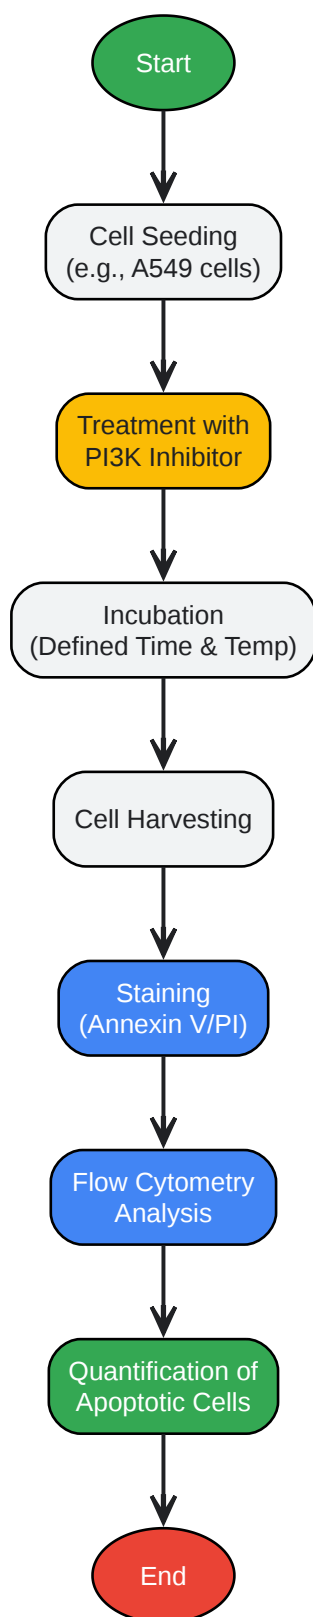 Start
Cell Seeding
(e.g., A549 cells)
Treatment with
PI3K Inhibitor
Incubation
(Defined Time & Temp)
Cell Harvesting
Staining
(Annexin V/PI)
Flow Cytometry
Analysis
Quantification of
Apoptotic Cells
End